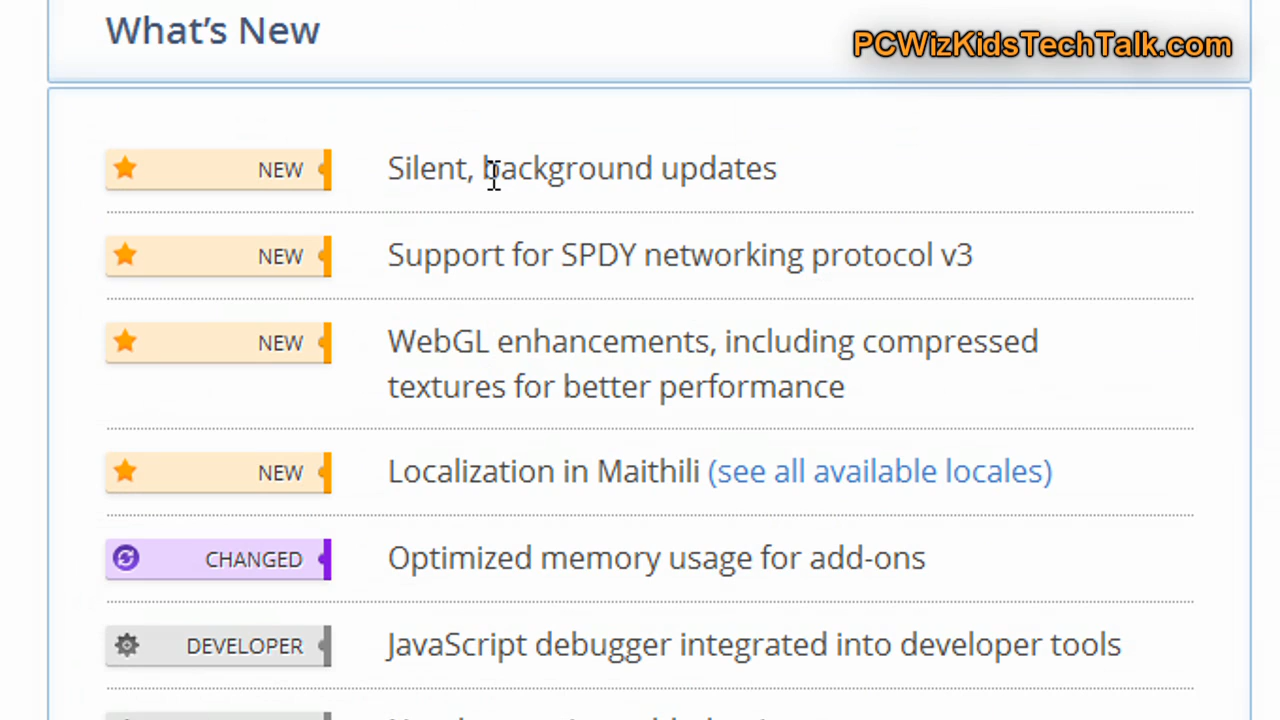 What's New
PCWizKidsTechTalk.com
NEW Silent, background updates
NEW Support for SPDY networking protocol v3
NEW WebGL enhancements, including compressed
textures for better performance
NEW Localization in Maithili (see all available locales)
CHANGED Optimized memory usage for add-ons
DEVELOPER JavaScript debugger integrated into developer tools